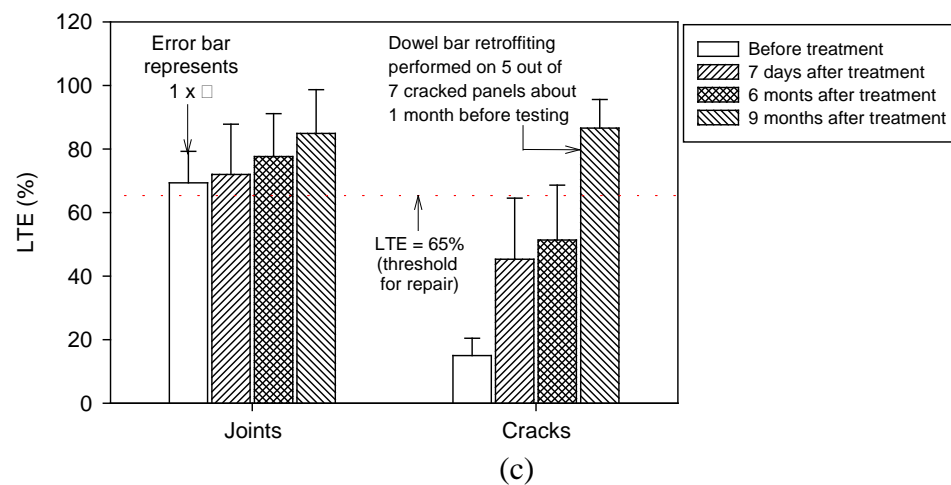 120
100
80
60
40
20
0
LTE (%)
Error bar
represents
1 x □
Dowel bar retroffiting
performed on 5 out of
7 cracked panels about
1 month before testing
LTE = 65%
(threshold
for repair)
Joints
Cracks
Before treatment
7 days after treatment
6 monts after treatment
9 months after treatment
(c)